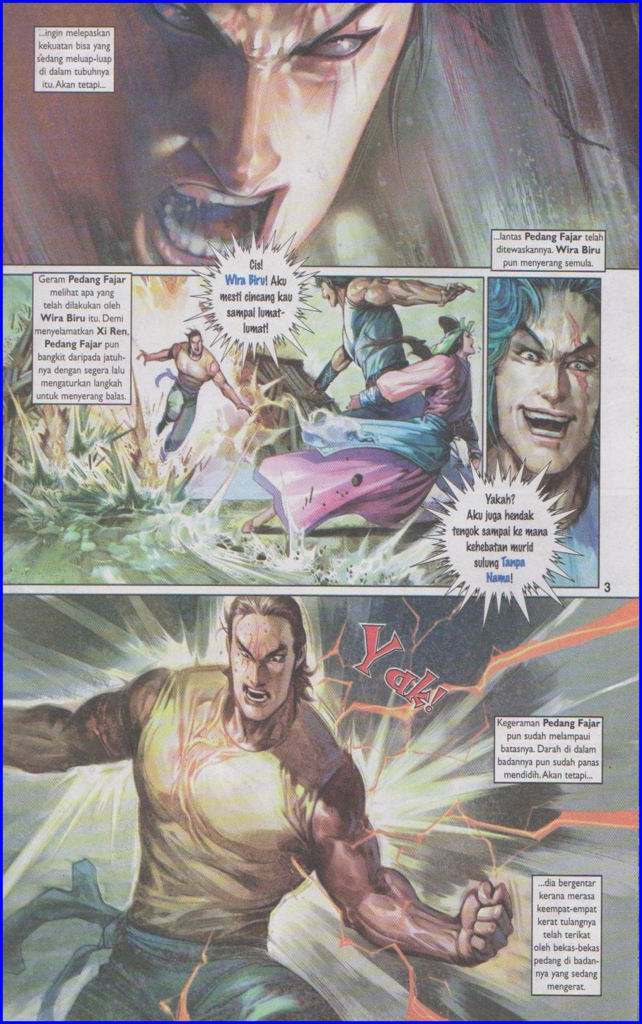 ...ingin melepaskan
kekuatan bisa yang
sedang meluap-luap
di dalam tubuhnya
itu. Akan tetapi...
...lantas Pedang Fajar telah
ditewaskannya. Wira Biru
pun menyerang semula.
Geram Pedang Fajar
melihat apa yang
telah dilakukan oleh
Wira Biru itu. Demi
menyelamatkan Xi Ren,
Pedang Fajar pun
bangkit daripada jatuh-
nya dengan segera lalu
mengaturkan langkah
untuk menyerang balas.
Cis!
Wira Biru! Aku
mesti cincang kau
sampai lumat-
lumat!
Yakah?
Aku juga hendak
tengok sampai ke mana
kehebatan murid
sulung Tanpa
Nama!
3
Yak!
Kegeraman Pedang Fajar
pun sudah melampaui
batasnya. Darah di dalam
badannya pun sudah panas
mendidih. Akan tetapi...
...dia bergentar
kerana merasa
keempat-empat
kerat tulangnya
telah terikat
oleh bekas-bekas
pedang di badan-
nya yang sedang
mengerat.